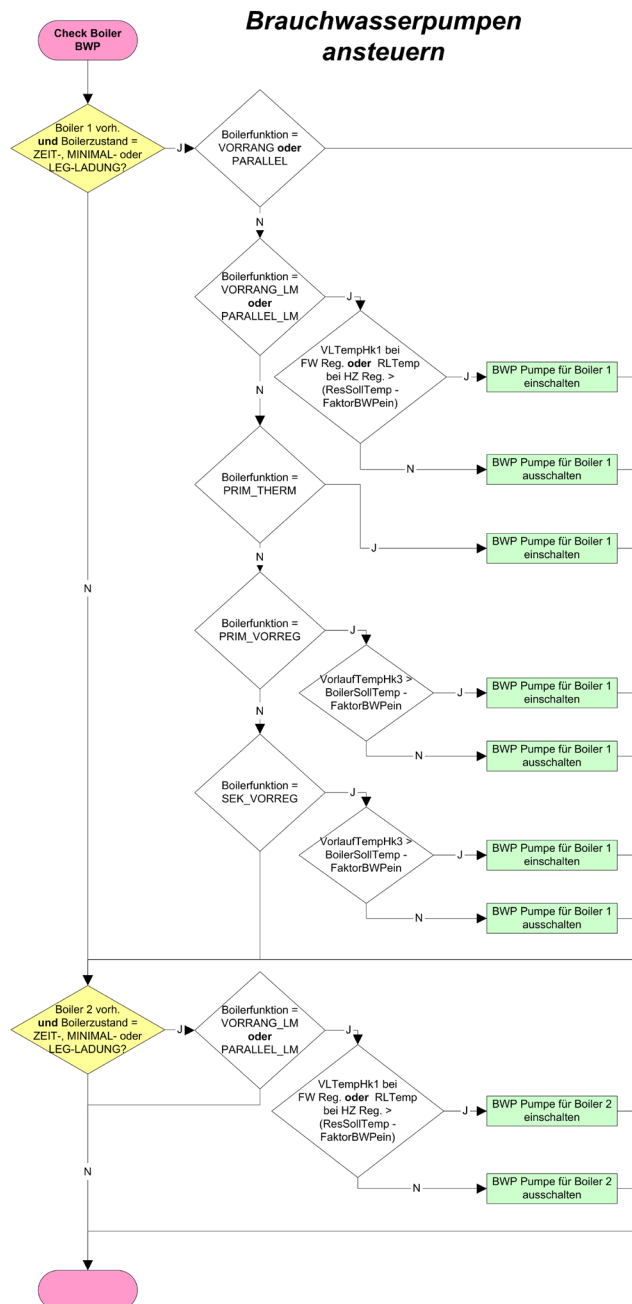 Brauchwasserpumpen
ansteuern
Check Boiler
BWP
Boiler 1 vorh.
und Boilerzustand =
ZEIT-, MINIMAL- oder
LEG-LADUNG?
J
Boilerfunktion =
VORRANG oder
PARALLEL
N
Boilerfunktion =
VORRANG_LM
oder
PARALLEL_LM
J
VLTempHk1 bei
FW Reg. oder RLTemp
bei HZ Reg. >
(ResSollTemp -
FaktorBWPein)
J
BWP Pumpe für Boiler 1
einschalten
N
N
BWP Pumpe für Boiler 1
ausschalten
Boilerfunktion =
PRIM_THERM
J
BWP Pumpe für Boiler 1
einschalten
N
N
Boilerfunktion =
PRIM_VORREG
J
VorlaufTempHk3 >
BoilerSollTemp -
FaktorBWPein
J
BWP Pumpe für Boiler 1
einschalten
N
N
BWP Pumpe für Boiler 1
ausschalten
Boilerfunktion =
SEK_VORREG
J
VorlaufTempHk3 >
BoilerSollTemp -
FaktorBWPein
J
BWP Pumpe für Boiler 1
einschalten
N
BWP Pumpe für Boiler 1
ausschalten
Boiler 2 vorh.
und Boilerzustand =
ZEIT-, MINIMAL- oder
LEG-LADUNG?
J
Boilerfunktion =
VORRANG_LM
oder
PARALLEL_LM
J
VLTempHk1 bei
FW Reg. oder RLTemp
bei HZ Reg. >
(ResSollTemp -
FaktorBWPein)
J
BWP Pumpe für Boiler 2
einschalten
N
N
BWP Pumpe für Boiler 2
ausschalten